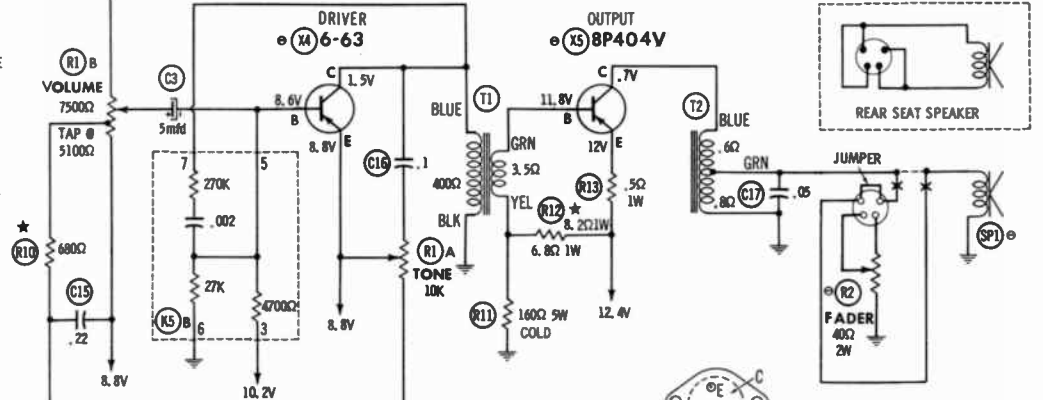 DRIVER
OUTPUT
⊖ X4 6-63
⊖ X5 8P404V
R1 B
VOLUME
7500Ω
TAP @
5100Ω
C3
5mfd
8.6V
B
C
1.5V
8.8V
E
T1
BLUE
400Ω
BLK
GRN
3.5Ω
YEL
11.8V
B
C
.7V
12V
E
T2
BLUE
.6Ω
GRN
.8Ω
REAR SEAT SPEAKER
JUMPER
7
5
270K
.002
27K
4700Ω
K5 B
6
3
★
R10
680Ω
C15
.22
8.8V
10.2V
C16
.1
R1 A
TONE
10K
8.8V
R13
.5Ω
1W
R12 ★
8.2Ω1W
6.8Ω 1W
R11
160Ω 5W
COLD
12.4V
C17
.05
SP1 ⊖
⊖ R2
FADER
40Ω
2W
E
C